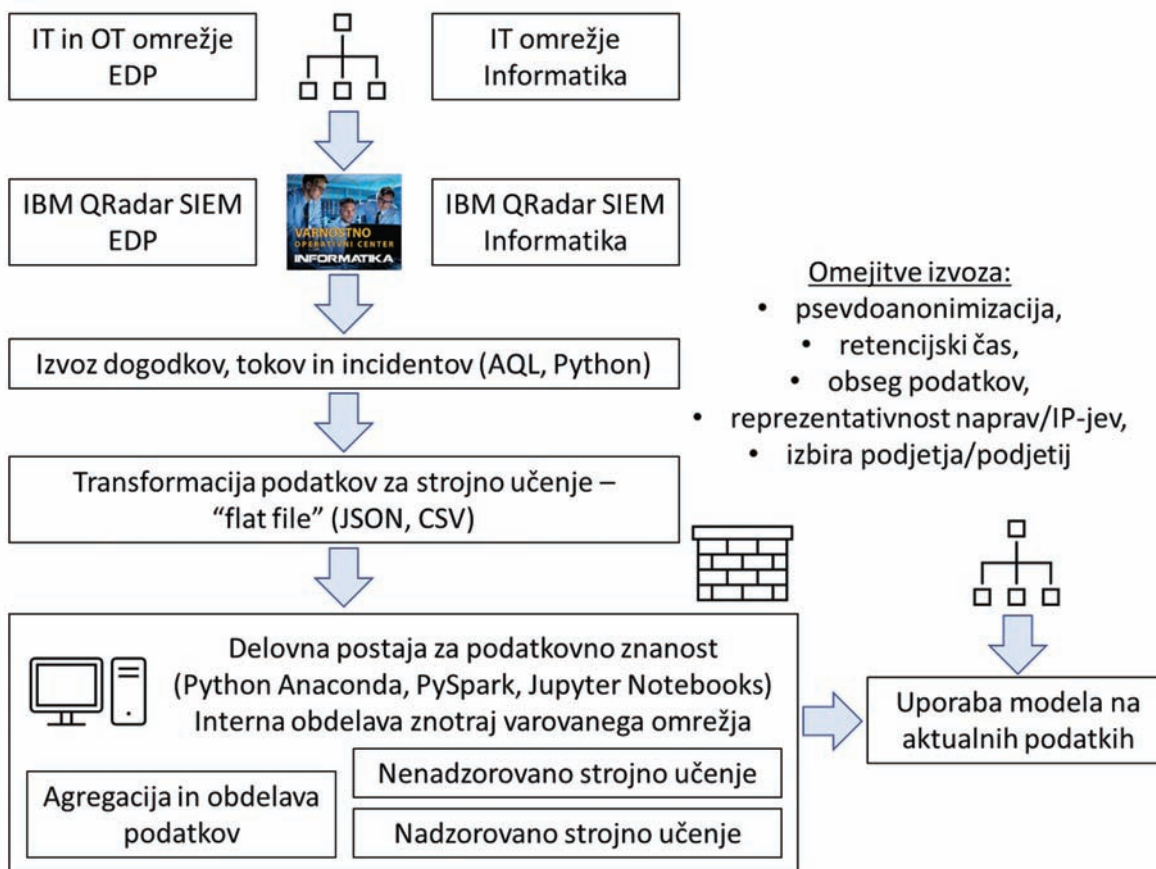 IT in OT omrežje
EDP
IT omrežje
Informatika
IBM QRadar SIEM
EDP
VARNOSTNO
OPERATIVNI CENTER
INFORMATIKA
IBM QRadar SIEM
Informatika
Omejitve izvoza:
• psevdoanonimizacija,
• retencijski čas,
• obseg podatkov,
• reprezentativnost naprav/IP-jev,
• izbira podjetja/podjetij
Izvoz dogodkov, tokov in incidentov (AQL, Python)
Transformacija podatkov za strojno učenje –
“flat file” (JSON, CSV)
Delovna postaja za podatkovno znanost
(Python Anaconda, PySpark, Jupyter Notebooks)
Interna obdelava znotraj varovanega omrežja
Agregacija in obdelava
podatkov
Nenadzorovano strojno učenje
Nadzorovano strojno učenje
Uporaba modela na
aktualnih podatkih